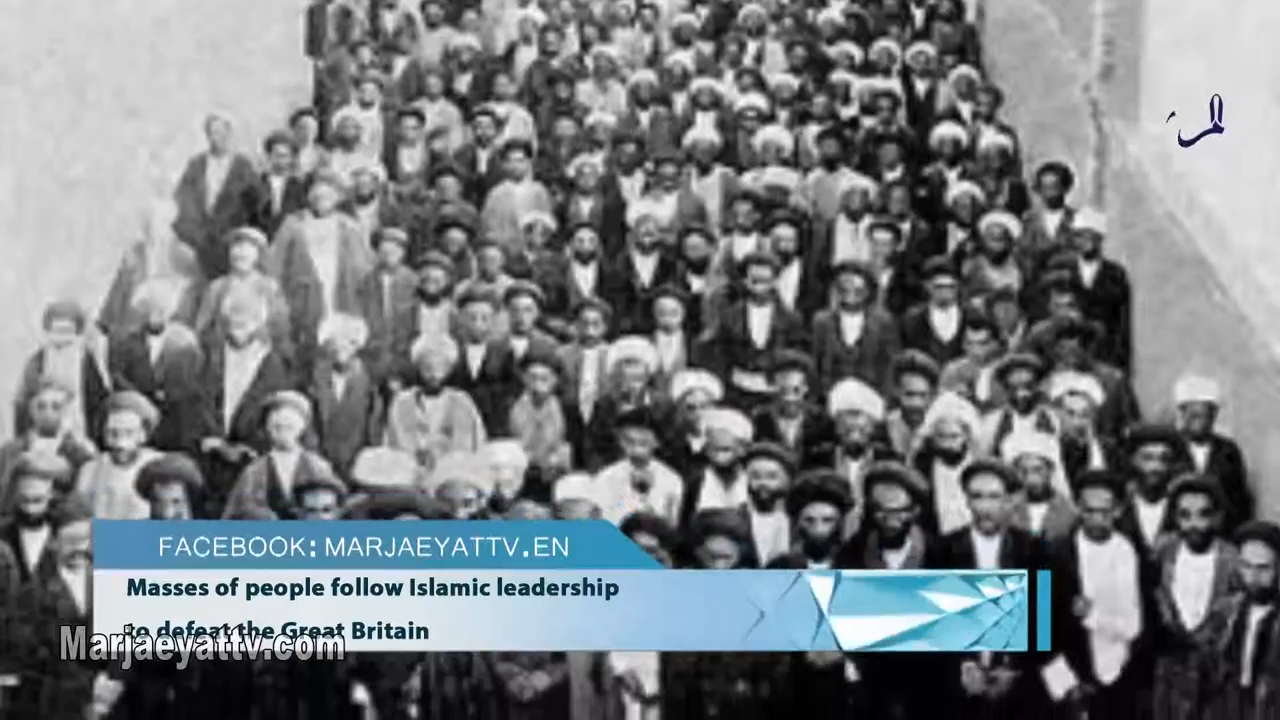 FACEBOOK: MARJAEYATTV.EN
Masses of people follow Islamic leadership
to defeat the Great Britain
Marjaeyattv.com